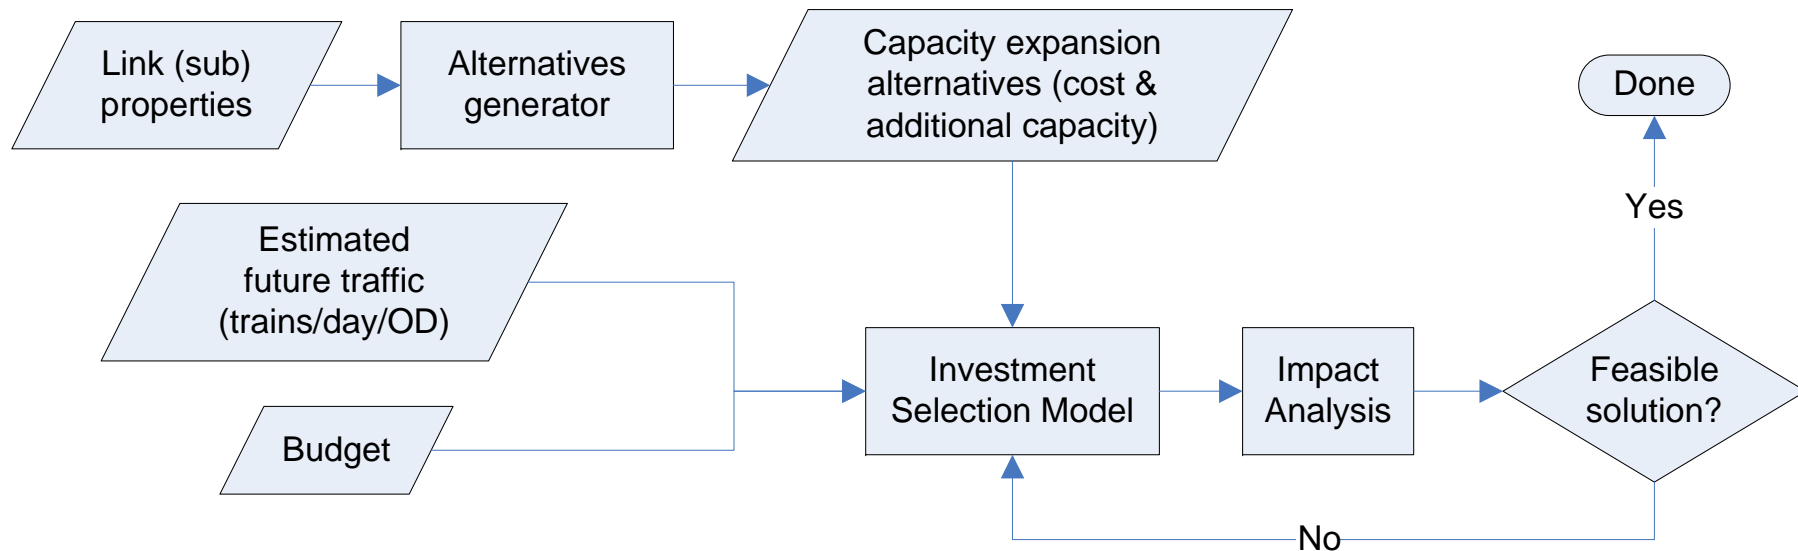 Link (sub)
properties
Alternatives
generator
Capacity expansion
alternatives (cost &
additional capacity)
Done
Yes
Estimated
future traffic
(trains/day/OD)
Budget
Investment
Selection Model
Impact
Analysis
Feasible
solution?
No